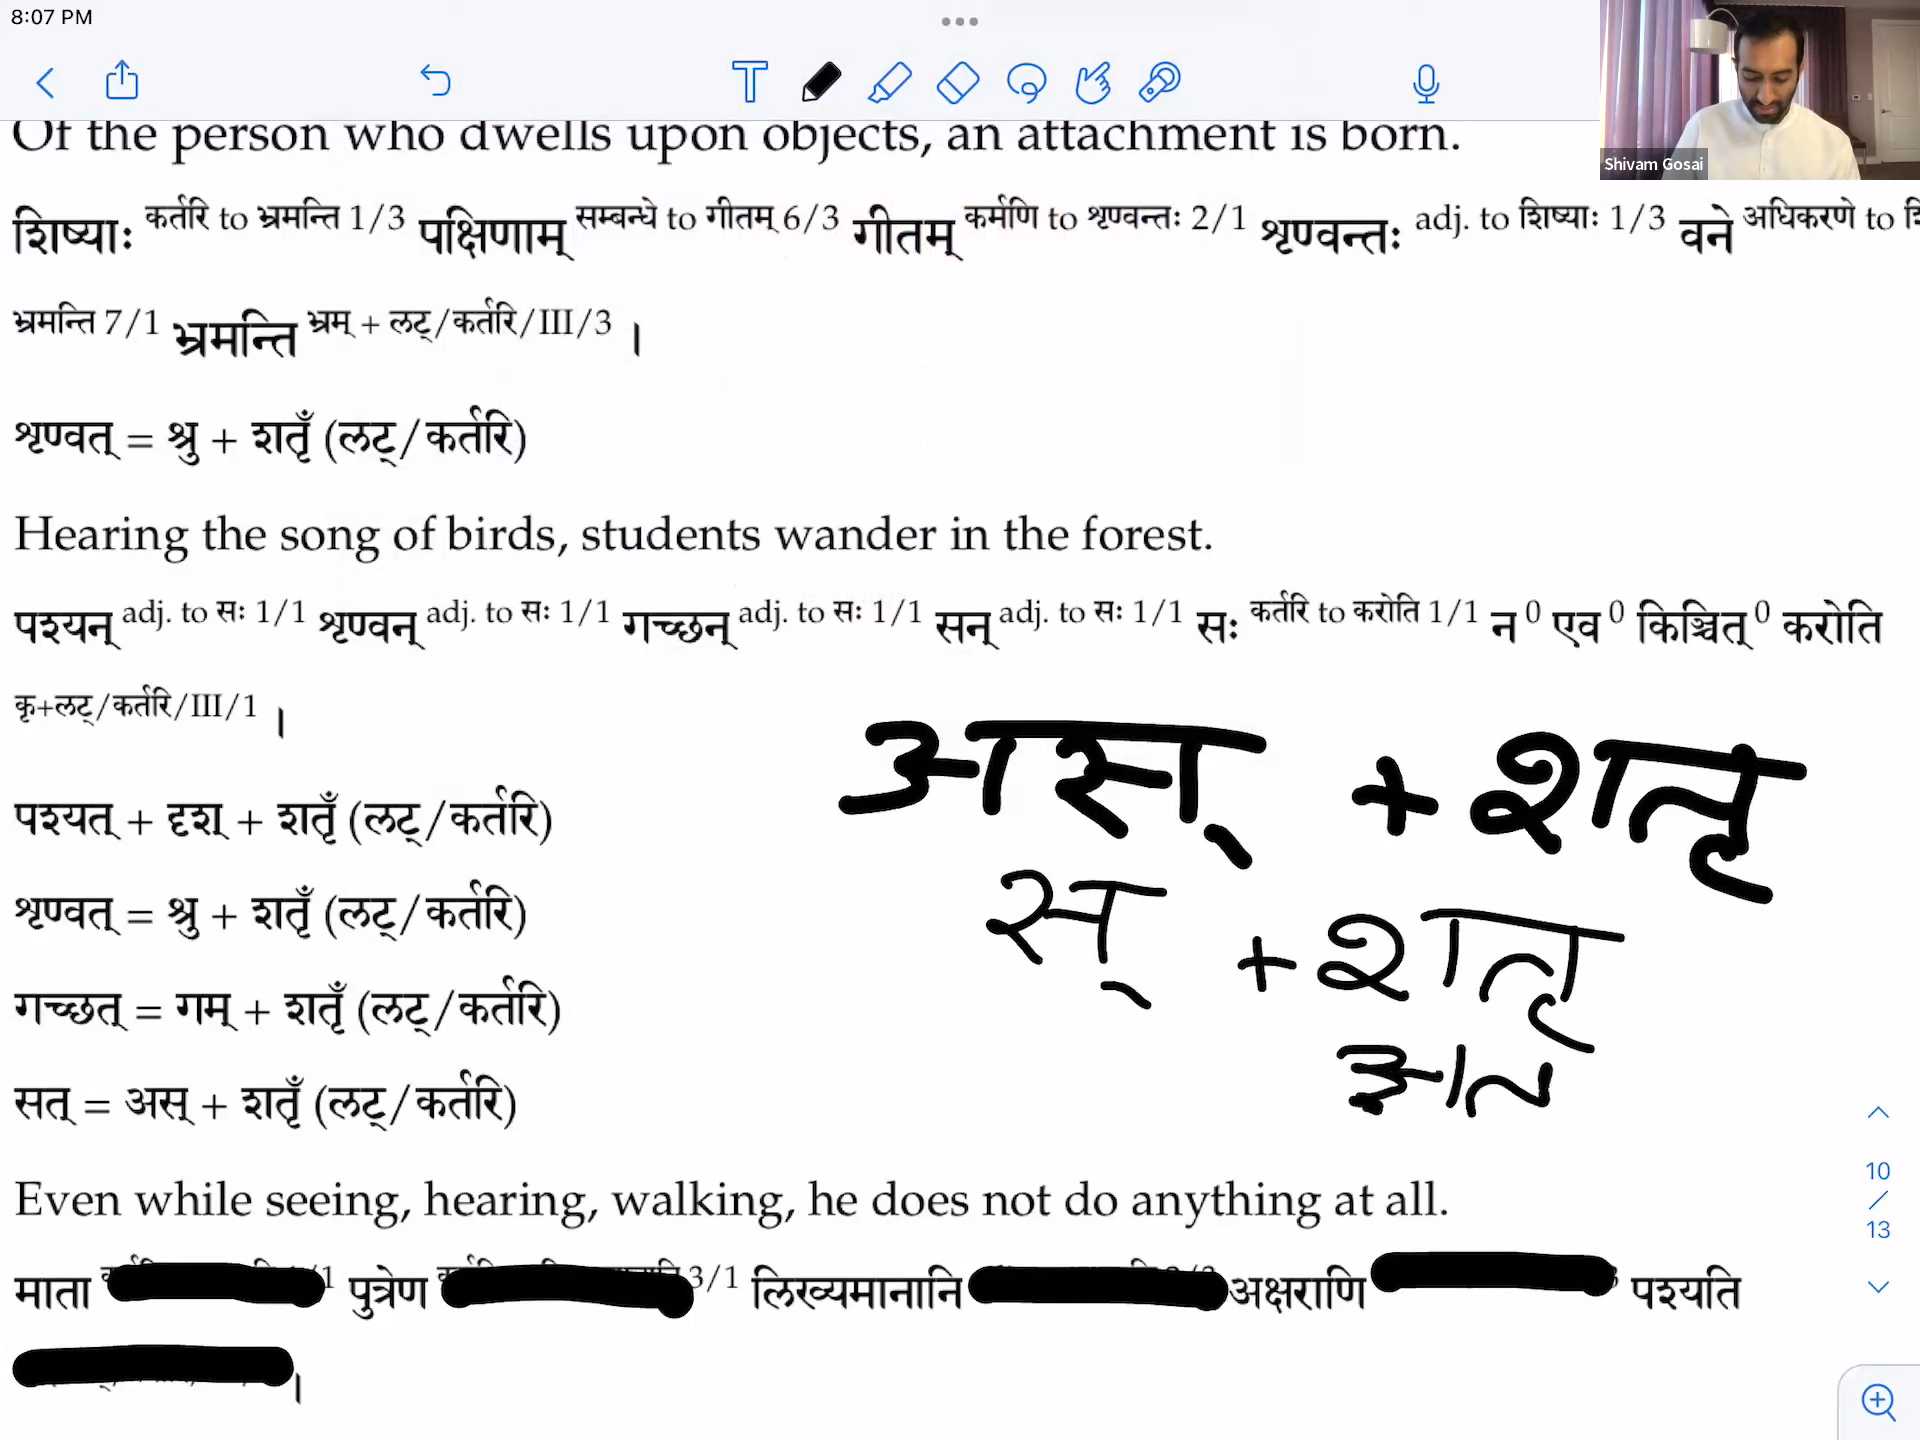 8:07 PM
Shivam Gosai
Of the person who dwells upon objects, an attachment is born.
शिष्याः कर्तरि to भ्रमन्ति 1/3 पक्षिणाम् सम्बन्धे to गीतम् 6/3 गीतम् कर्मणि to शृण्वन्तः 2/1 शृण्वन्तः adj. to शिष्याः 1/3 वने अधिकरणे to
भ्रमन्ति 7/1 भ्रमन्ति भ्रम् + लट्/कर्तरि/III/3 ।
शृण्वत् = श्रु + शतृँ (लट्/कर्तरि)
Hearing the song of birds, students wander in the forest.
पश्यन् adj. to सः 1/1 शृण्वन् adj. to सः 1/1 गच्छन् adj. to सः 1/1 सन् adj. to सः 1/1 सः कर्तरि to करोति 1/1 न 0 एव 0 किञ्चित् 0 करोति
कृ+लट्/कर्तरि/III/1 ।
अस् + शतृ
पश्यत् + दृश् + शतृँ (लट्/कर्तरि)
स् + शतृ
शृण्वत् = श्रु + शतृँ (लट्/कर्तरि)
गच्छत् = गम् + शतृँ (लट्/कर्तरि)
अत
सत् = अस् + शतृँ (लट्/कर्तरि)
Even while seeing, hearing, walking, he does not do anything at all.
10
/
13
माता 1 पुत्रेण 3/1 लिख्यमानानि अक्षराणि पश्यति
।